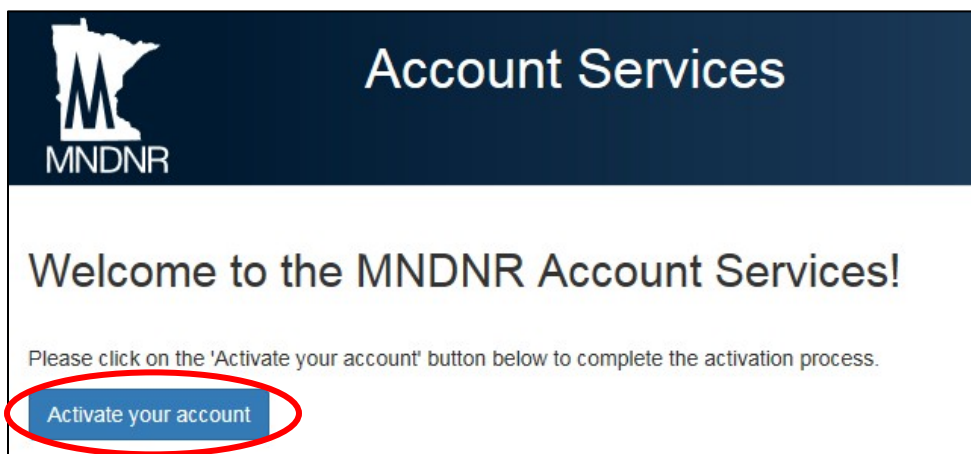 Account Services
MNDNR
Welcome to the MNDNR Account Services!
Please click on the 'Activate your account' button below to complete the activation process.
Activate your account